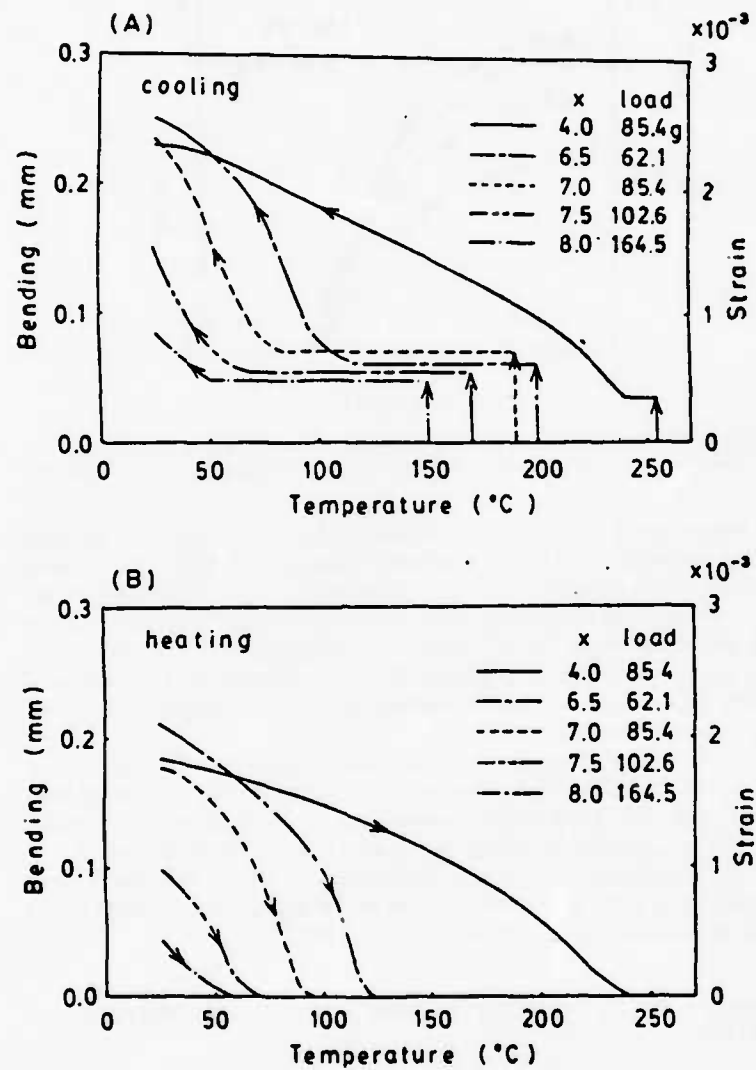 (A)
×10⁻³
cooling
x load
4.0 85.4g
6.5 62.1
7.0 85.4
7.5 102.6
8.0 164.5
Bending (mm)
0.3
0.2
0.1
0.0
Strain
3
2
1
0
0 50 100 150 200 250
Temperature (°C)
(B)
×10⁻³
heating
x load
4.0 85.4
6.5 62.1
7.0 85.4
7.5 102.6
8.0 164.5
Bending (mm)
0.3
0.2
0.1
0.0
Strain
3
2
1
0
0 50 100 150 200 250
Temperature (°C)